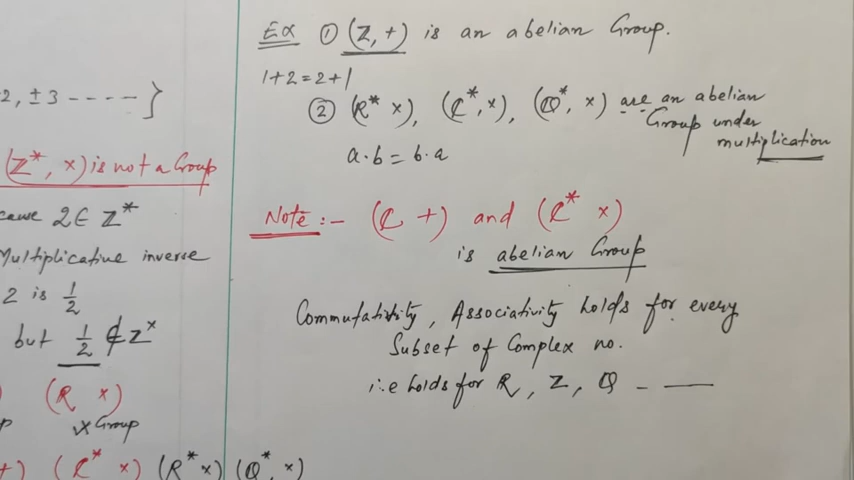 2, ± 3 - - - - - }
(Z*, ×) is not a Group
cause 2 ∈ Z*
Multiplicative inverse
2 is 1/2
but 1/2 ∉ Z×
(R ×)
× Group
+) (ℂ* ×) (R* ×) (Q*, ×)
Ex ① (Z, +) is an abelian Group.
1+2 = 2+1
② (R* ×), (ℂ*, ×), (Q*, ×) are an abelian
Group under
multiplication
a·b = b·a
Note :- (ℂ +) and (ℂ* ×)
is abelian Group
Commutativity, Associativity holds for every
Subset of Complex no.
i.e holds for R, Z, Q - —